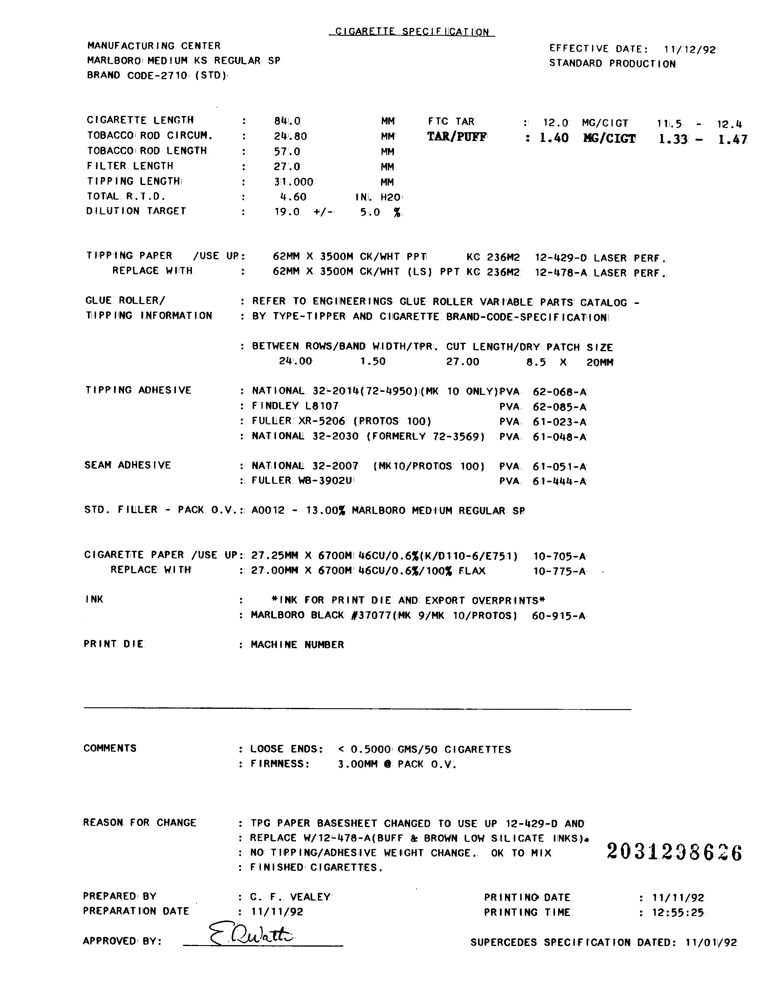 CIGARETTE SPECIFICATION
MANUFACTURING CENTER
EFFECTIVE DATE: 11/12/92
MARLBORO MEDIUM KS REGULAR SP
STANDARD PRODUCTION
BRAND CODE-2710 (STD)
CIGARETTE LENGTH : 84.0 MM FTC TAR : 12.0 MG/CIGT 11.5 - 12.4
TOBACCO ROD CIRCUM. : 24.80 MM TAR/PUFF : 1.40 MG/CIGT 1.33 - 1.47
TOBACCO ROD LENGTH : 57.0 MM
FILTER LENGTH : 27.0 MM
TIPPING LENGTH : 31.000 MM
TOTAL R.T.D. : 4.60 IN. H2O
DILUTION TARGET : 19.0 +/- 5.0 %
TIPPING PAPER /USE UP: 62MM X 3500M CK/WHT PPT KC 236M2 12-429-D LASER PERF.
REPLACE WITH : 62MM X 3500M CK/WHT (LS) PPT KC 236M2 12-478-A LASER PERF.
GLUE ROLLER/ : REFER TO ENGINEERINGS GLUE ROLLER VARIABLE PARTS CATALOG -
TIPPING INFORMATION : BY TYPE-TIPPER AND CIGARETTE BRAND-CODE-SPECIFICATION
: BETWEEN ROWS/BAND WIDTH/TPR. CUT LENGTH/DRY PATCH SIZE
24.00 1.50 27.00 8.5 X 20MM
TIPPING ADHESIVE : NATIONAL 32-2014(72-4950)(MK 10 ONLY)PVA 62-068-A
: FINDLEY L8107 PVA 62-085-A
: FULLER XR-5206 (PROTOS 100) PVA 61-023-A
: NATIONAL 32-2030 (FORMERLY 72-3569) PVA 61-048-A
SEAM ADHESIVE : NATIONAL 32-2007 (MK10/PROTOS 100) PVA 61-051-A
: FULLER WB-3902U PVA 61-444-A
STD. FILLER - PACK O.V.: A0012 - 13.00% MARLBORO MEDIUM REGULAR SP
CIGARETTE PAPER /USE UP: 27.25MM X 6700M 46CU/0.6%(K/D110-6/E751) 10-705-A
REPLACE WITH : 27.00MM X 6700M 46CU/0.6%/100% FLAX 10-775-A
INK : *INK FOR PRINT DIE AND EXPORT OVERPRINTS*
: MARLBORO BLACK #37077(MK 9/MK 10/PROTOS) 60-915-A
PRINT DIE : MACHINE NUMBER
COMMENTS : LOOSE ENDS: < 0.5000 GMS/50 CIGARETTES
: FIRMNESS: 3.00MM @ PACK O.V.
REASON FOR CHANGE : TPG PAPER BASESHEET CHANGED TO USE UP 12-429-D AND
: REPLACE W/12-478-A(BUFF & BROWN LOW SILICATE INKS).
: NO TIPPING/ADHESIVE WEIGHT CHANGE. OK TO MIX
: FINISHED CIGARETTES.
2031298626
PREPARED BY : C. F. VEALEY PRINTING DATE : 11/11/92
PREPARATION DATE : 11/11/92 PRINTING TIME : 12:55:25
APPROVED BY:
SUPERCEDES SPECIFICATION DATED: 11/01/92